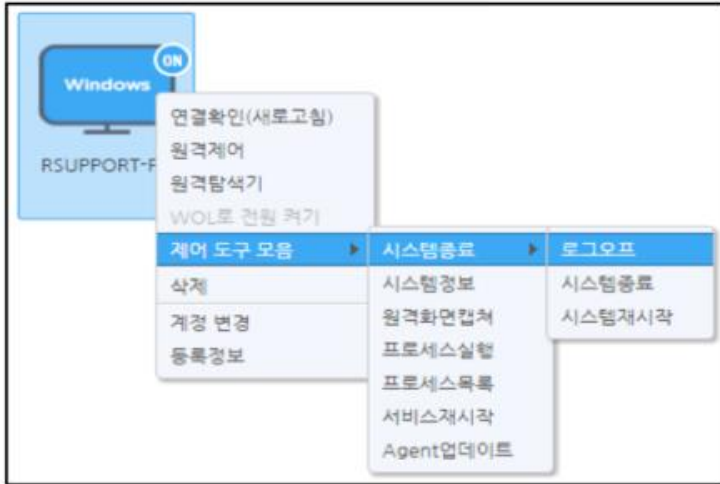 ON
Windows
RSUPPORT-P
연결확인(새로고침)
원격제어
원격탐색기
WOL로 전원 켜기
제어 도구 모음
삭제
계정 변경
등록정보
시스템종료
시스템정보
원격화면캡쳐
프로세스실행
프로세스목록
서비스재시작
Agent업데이트
로그오프
시스템종료
시스템재시작